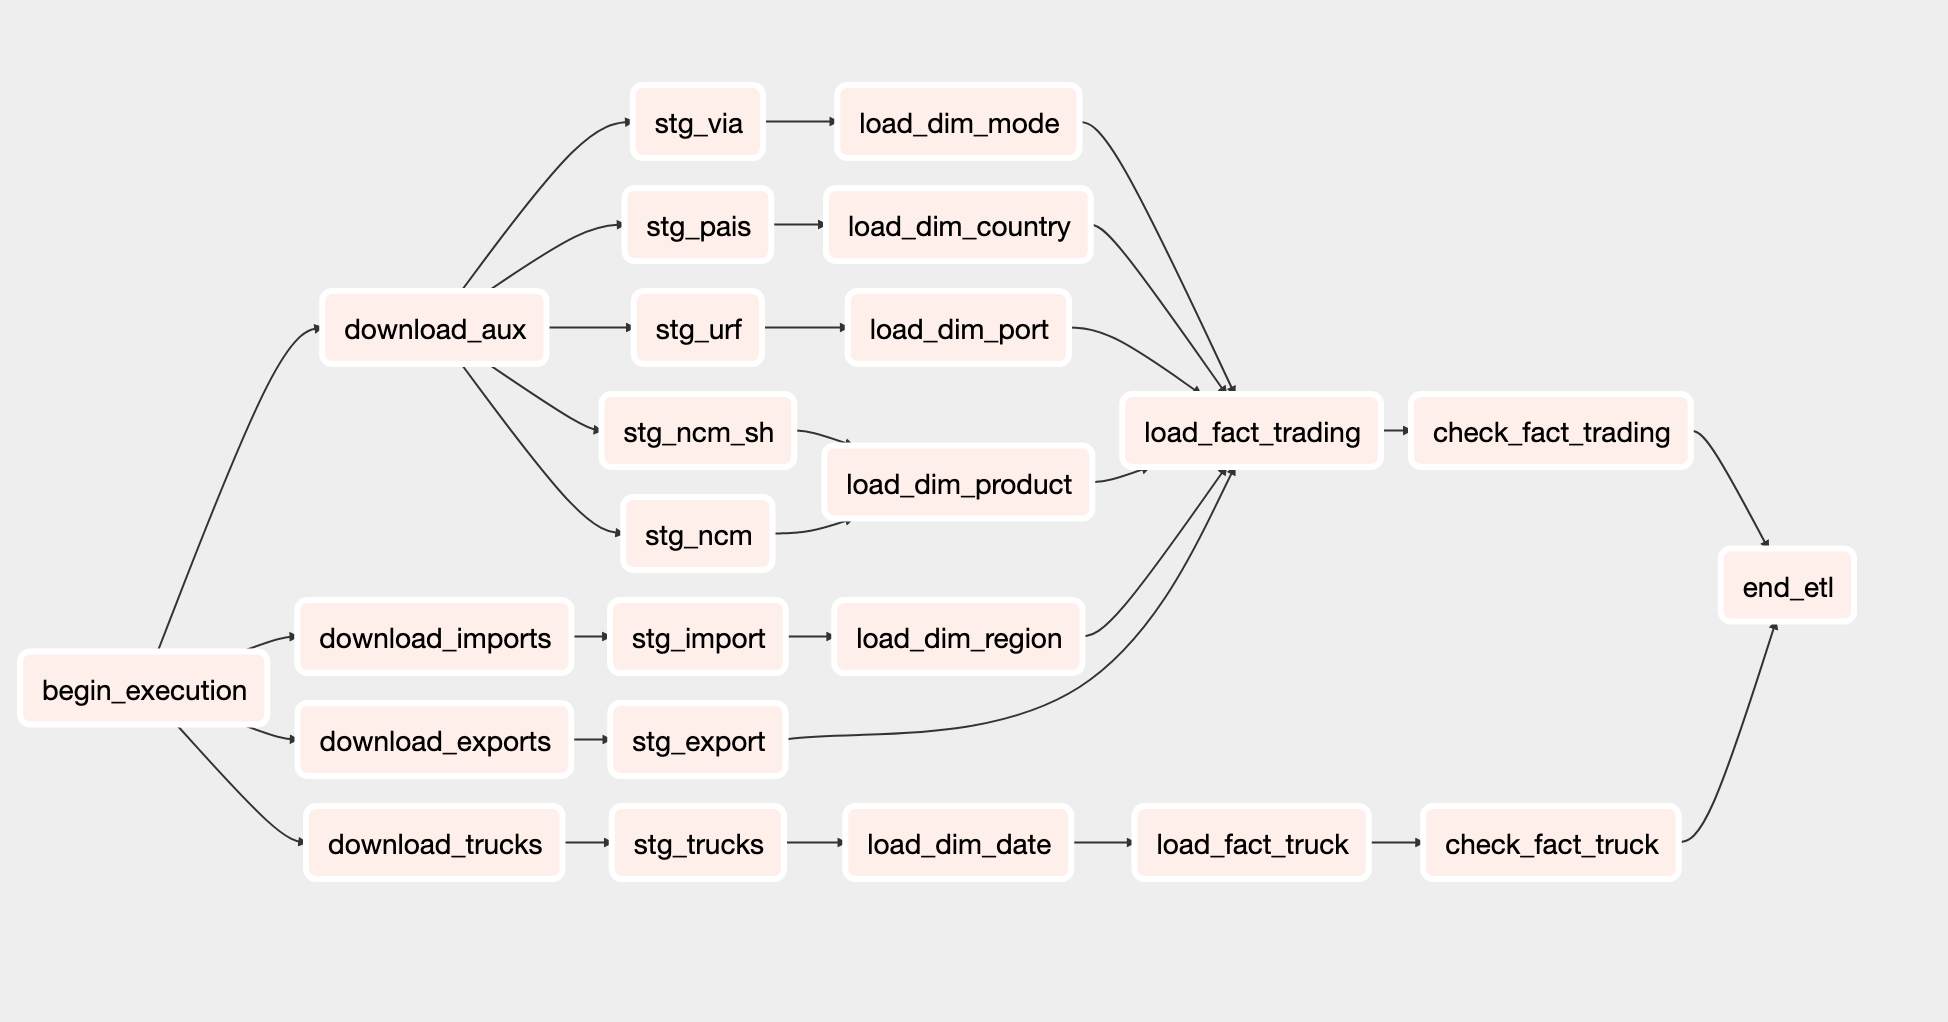 stg_via
load_dim_mode
stg_pais
load_dim_country
download_aux
stg_urf
load_dim_port
stg_ncm_sh
load_dim_product
stg_ncm
load_fact_trading
check_fact_trading
end_etl
begin_execution
download_imports
stg_import
load_dim_region
download_exports
stg_export
download_trucks
stg_trucks
load_dim_date
load_fact_truck
check_fact_truck